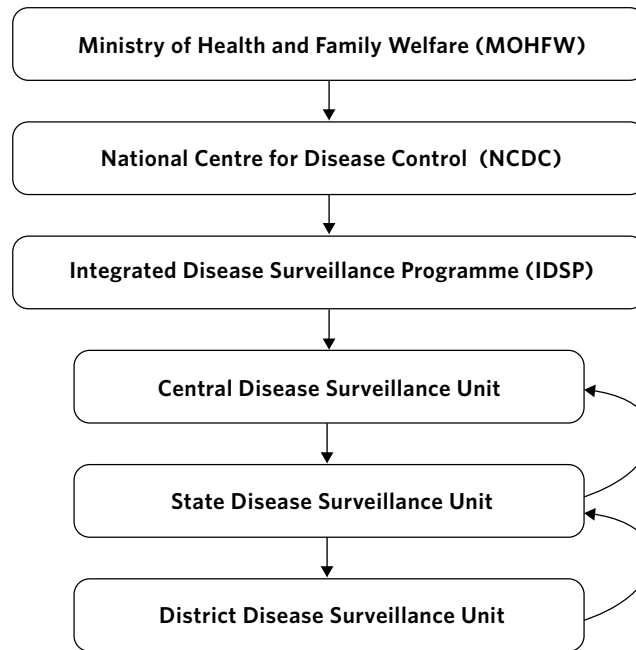 Ministry of Health and Family Welfare (MOHFW)
National Centre for Disease Control (NCDC)
Integrated Disease Surveillance Programme (IDSP)
Central Disease Surveillance Unit
State Disease Surveillance Unit
District Disease Surveillance Unit